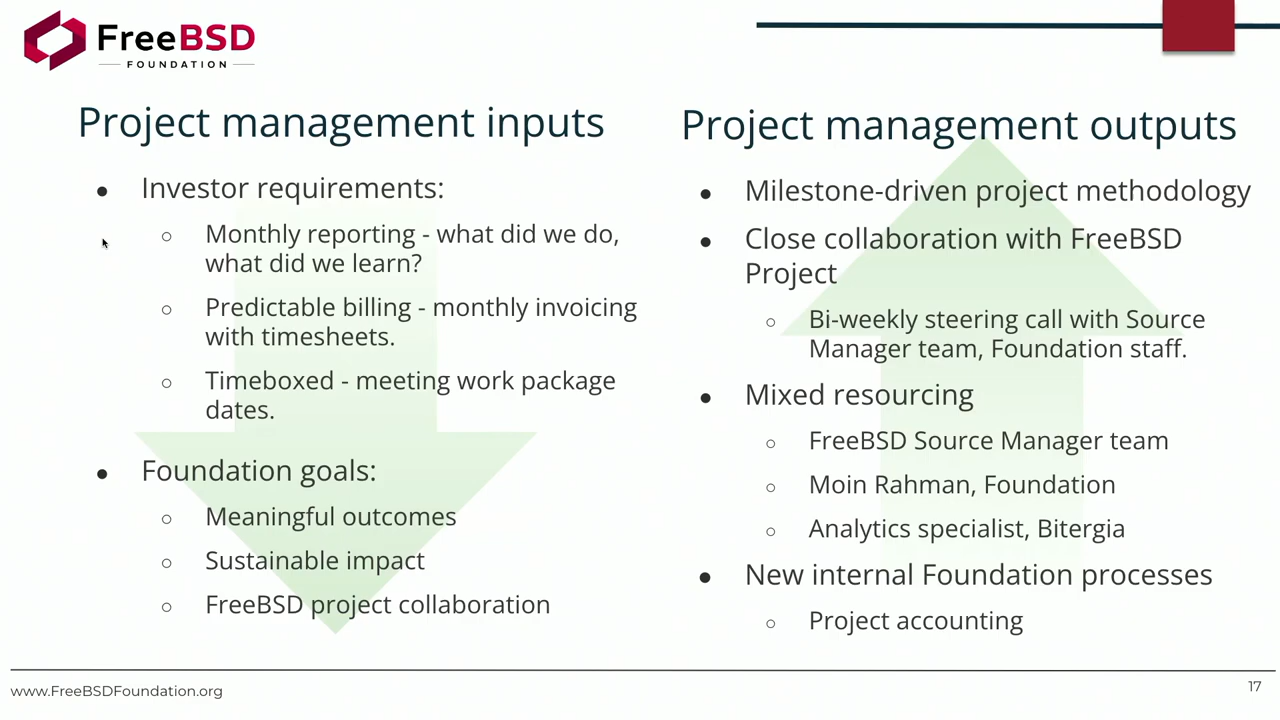 FreeBSD
FOUNDATION
Project management inputs
● Investor requirements:
○ Monthly reporting - what did we do,
what did we learn?
○ Predictable billing - monthly invoicing
with timesheets.
○ Timeboxed - meeting work package
dates.
● Foundation goals:
○ Meaningful outcomes
○ Sustainable impact
○ FreeBSD project collaboration
Project management outputs
● Milestone-driven project methodology
● Close collaboration with FreeBSD
Project
○ Bi-weekly steering call with Source
Manager team, Foundation staff.
● Mixed resourcing
○ FreeBSD Source Manager team
○ Moin Rahman, Foundation
○ Analytics specialist, Bitergia
● New internal Foundation processes
○ Project accounting
www.FreeBSDFoundation.org
17